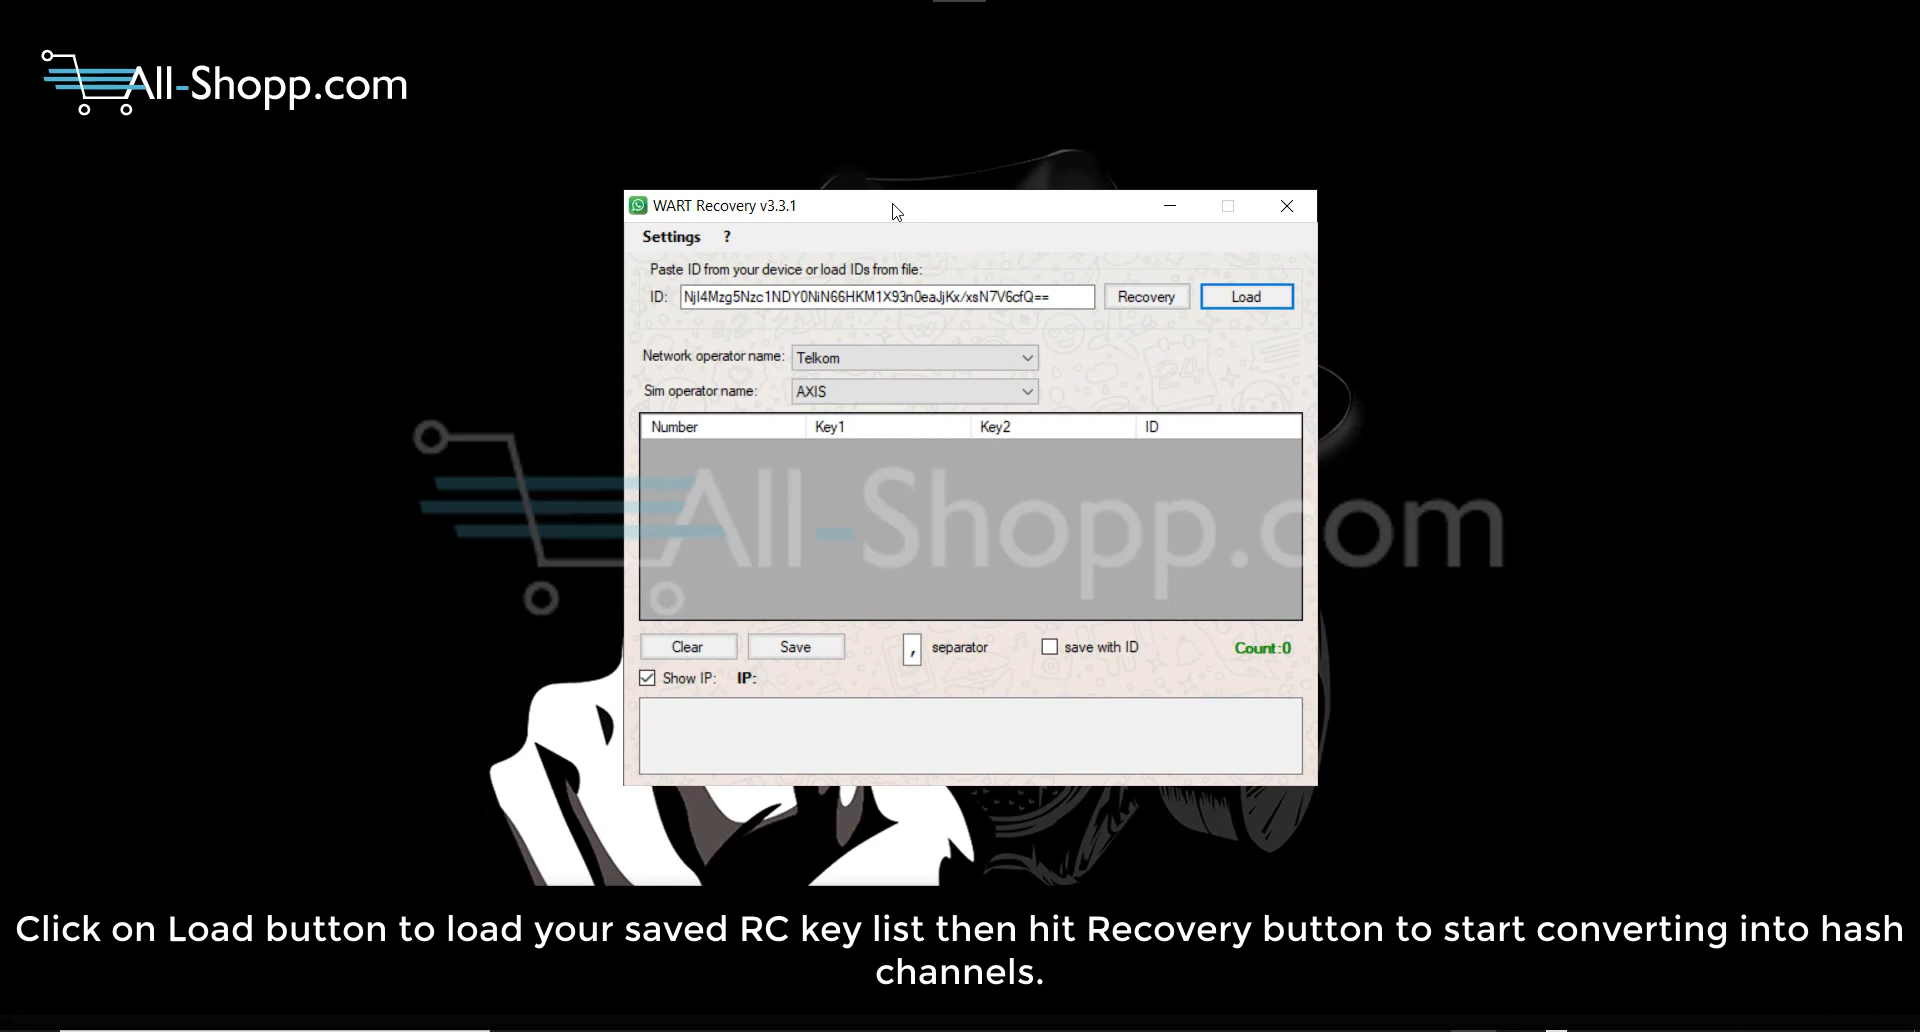 All-Shopp.com
WART Recovery v3.3.1
Settings ?
Paste ID from your device or load IDs from file:
ID: NjI4Mzg5Nzc1NDY0NiN66HKM1X93n0eaJjKx/xsN7V6cfQ== Recovery Load
Network operator name: Telkom
Sim operator name: AXIS
Number Key1 Key2 ID
All-Shopp.com
Clear Save , separator save with ID Count:0
Show IP: IP:
Click on Load button to load your saved RC key list then hit Recovery button to start converting into hash
channels.